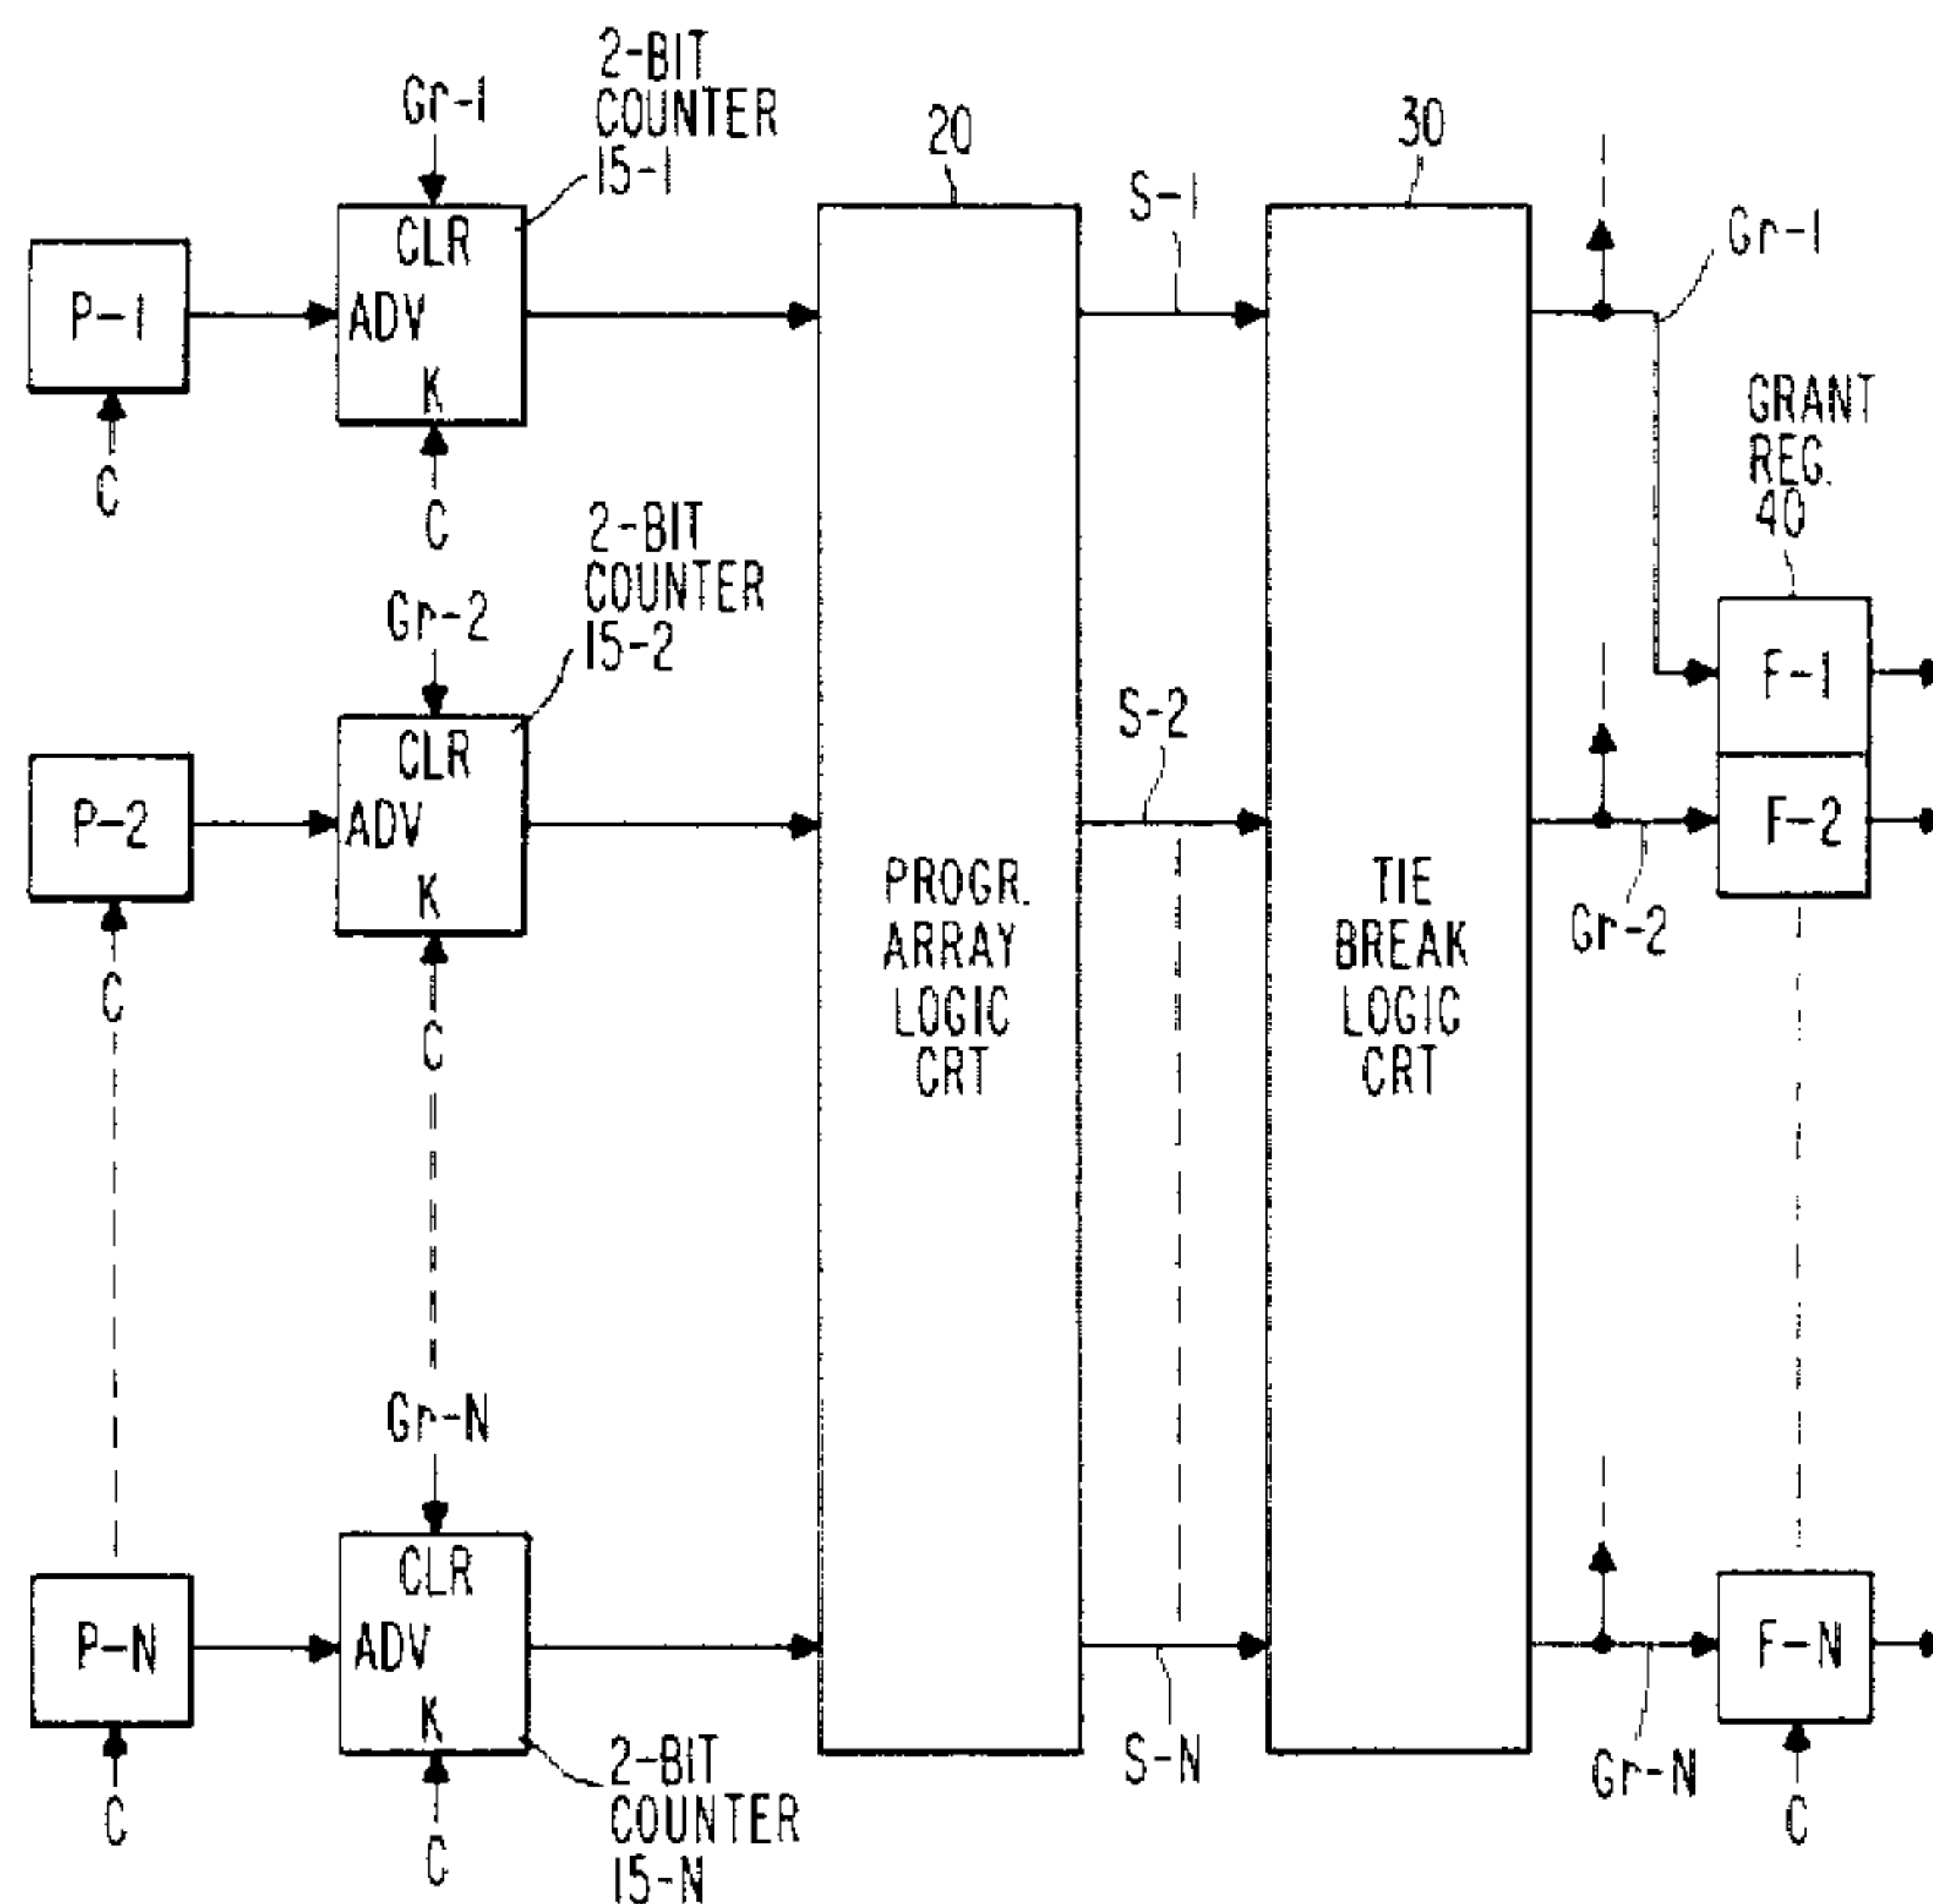 2-BIT
COUNTER
15-1
Gr-1
20
30
S-1
Gr-1
CLR
ADV
K
P-1
C
C
GRANT
REG.
40
2-BIT
COUNTER
15-2
Gr-2
S-2
F-1
CLR
ADV
K
P-2
F-2
Gr-2
C
C
PROGR.
ARRAY
LOGIC
CRT
TIE
BREAK
LOGIC
CRT
Gr-N
CLR
ADV
K
P-N
F-N
S-N
Gr-N
C
C
C
2-BIT
COUNTER
15-N